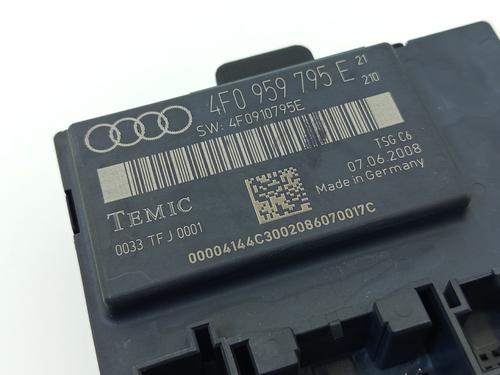 4F0 959 795 E 21
210
SW: 4F0910795E
TSG C6
07.06.2008
Made in Germany
TEMIC
0033 TFJ 0001
00004144C3002086070017C